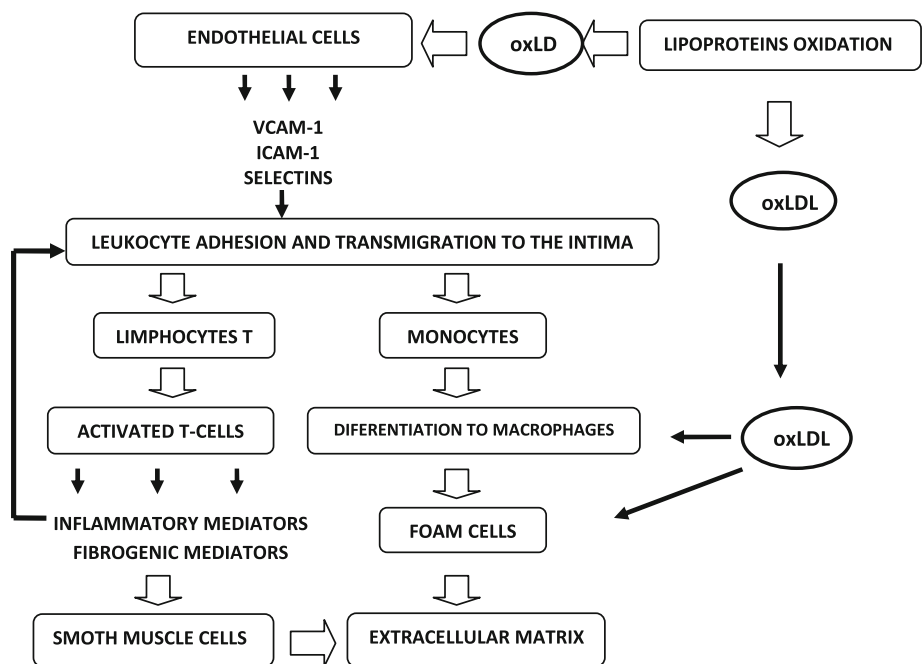 ENDOTHELIAL CELLS
oxLD
LIPOPROTEINS OXIDATION
VCAM-1
ICAM-1
SELECTINS
oxLDL
LEUKOCYTE ADHESION AND TRANSMIGRATION TO THE INTIMA
LIMPHOCYTES T
MONOCYTES
ACTIVATED T-CELLS
DIFERENTIATION TO MACROPHAGES
oxLDL
INFLAMMATORY MEDIATORS
FIBROGENIC MEDIATORS
FOAM CELLS
SMOTH MUSCLE CELLS
EXTRACELLULAR MATRIX